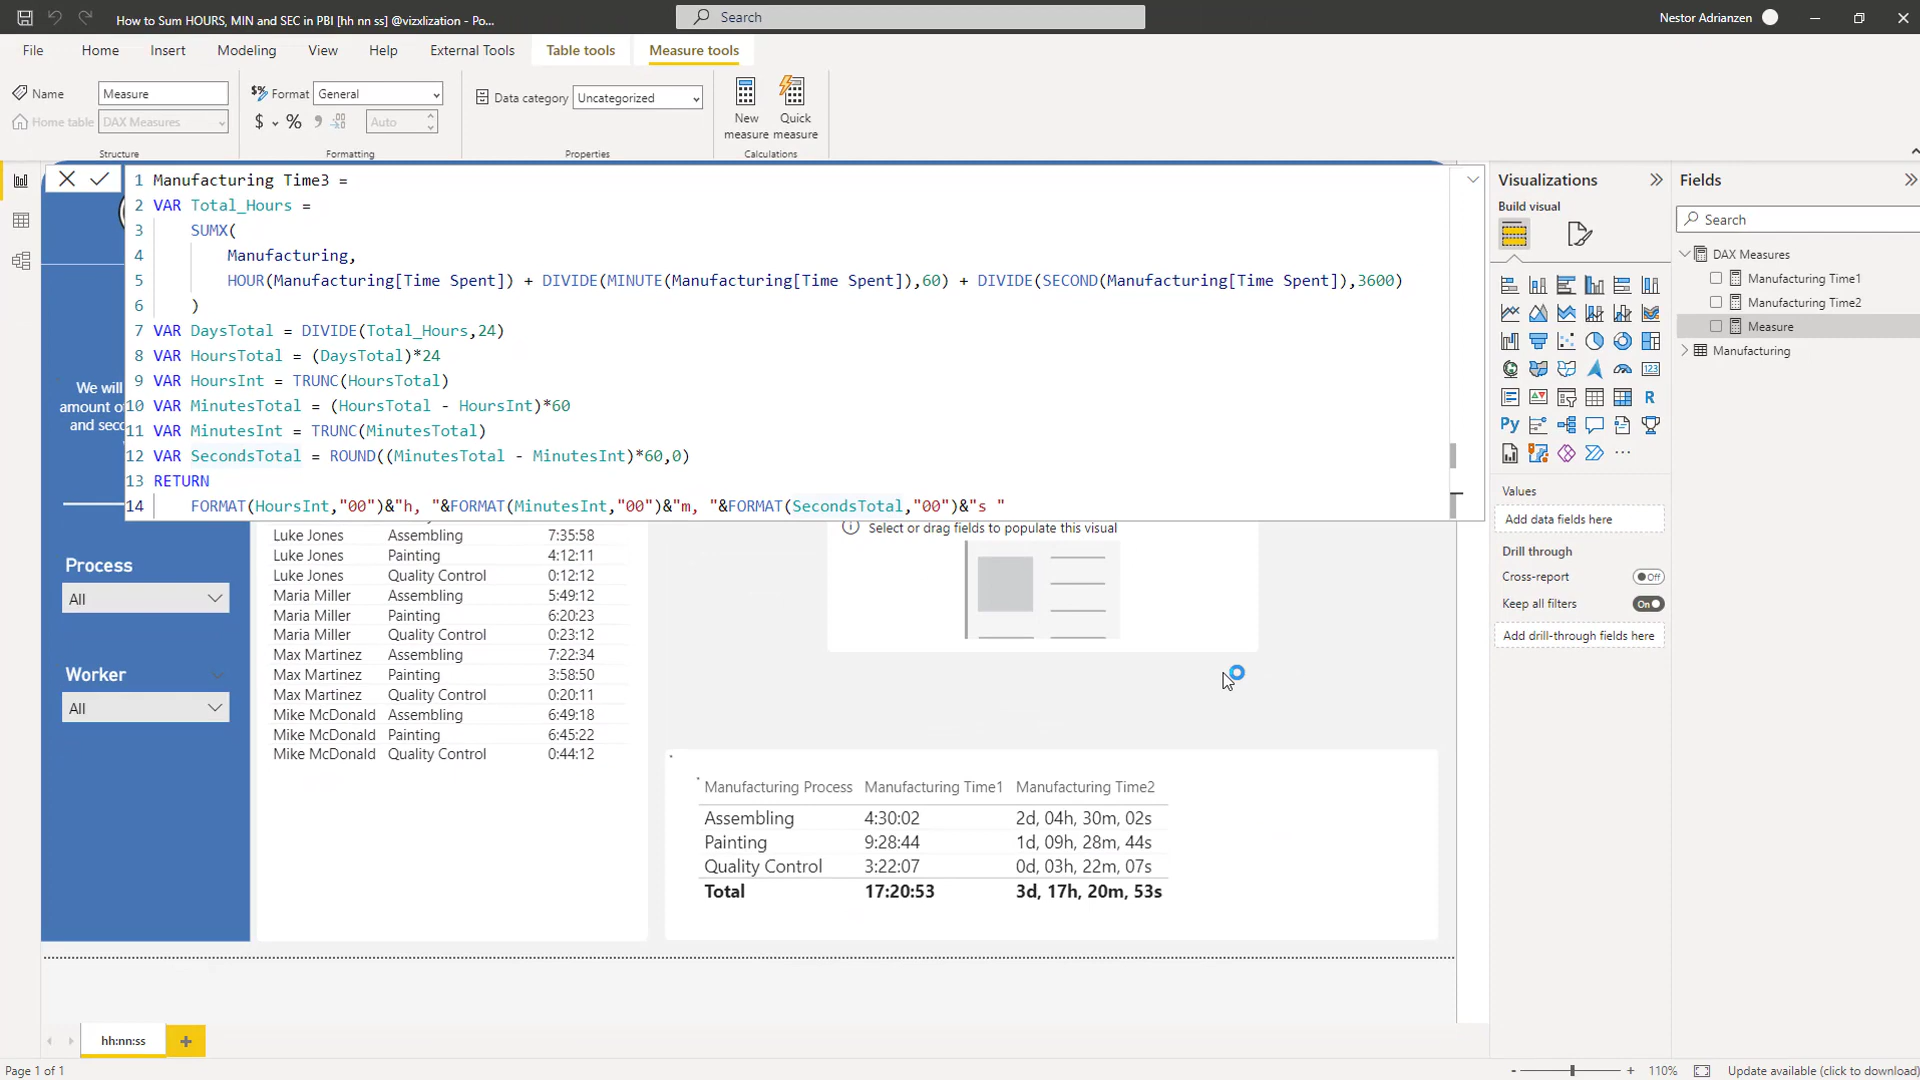 How to Sum HOURS, MIN and SEC in PBI [hh nn ss] @vizxlization - Po...
Search
Nestor Adrianzen
File
Home
Insert
Modeling
View
Help
External Tools
Table tools
Measure tools
Name
Measure
Home table
DAX Measures
Structure
Format
General
$
%
Auto
Formatting
Data category
Uncategorized
Properties
New measure
Quick measure
Calculations
1 Manufacturing Time3 =
2 VAR Total_Hours =
3 SUMX(
4 Manufacturing,
5 HOUR(Manufacturing[Time Spent]) + DIVIDE(MINUTE(Manufacturing[Time Spent]),60) + DIVIDE(SECOND(Manufacturing[Time Spent]),3600)
6 )
7 VAR DaysTotal = DIVIDE(Total_Hours,24)
8 VAR HoursTotal = (DaysTotal)*24
9 VAR HoursInt = TRUNC(HoursTotal)
10 VAR MinutesTotal = (HoursTotal - HoursInt)*60
11 VAR MinutesInt = TRUNC(MinutesTotal)
12 VAR SecondsTotal = ROUND((MinutesTotal - MinutesInt)*60,0)
13 RETURN
14 FORMAT(HoursInt,"00")&"h, "&FORMAT(MinutesInt,"00")&"m, "&FORMAT(SecondsTotal,"00")&"s "
We will
amount o
and seco
Process
All
Worker
All
Luke Jones Assembling 7:35:58
Luke Jones Painting 4:12:11
Luke Jones Quality Control 0:12:12
Maria Miller Assembling 5:49:12
Maria Miller Painting 6:20:23
Maria Miller Quality Control 0:23:12
Max Martinez Assembling 7:22:34
Max Martinez Painting 3:58:50
Max Martinez Quality Control 0:20:11
Mike McDonald Assembling 6:49:18
Mike McDonald Painting 6:45:22
Mike McDonald Quality Control 0:44:12
Select or drag fields to populate this visual
Manufacturing Process Manufacturing Time1 Manufacturing Time2
Assembling 4:30:02 2d, 04h, 30m, 02s
Painting 9:28:44 1d, 09h, 28m, 44s
Quality Control 3:22:07 0d, 03h, 22m, 07s
Total 17:20:53 3d, 17h, 20m, 53s
Visualizations
Build visual
123
R
Py
Values
Add data fields here
Drill through
Cross-report
Off
Keep all filters
On
Add drill-through fields here
Fields
Search
DAX Measures
Manufacturing Time1
Manufacturing Time2
Measure
Manufacturing
hh:nn:ss
Page 1 of 1
110%
Update available (click to download)